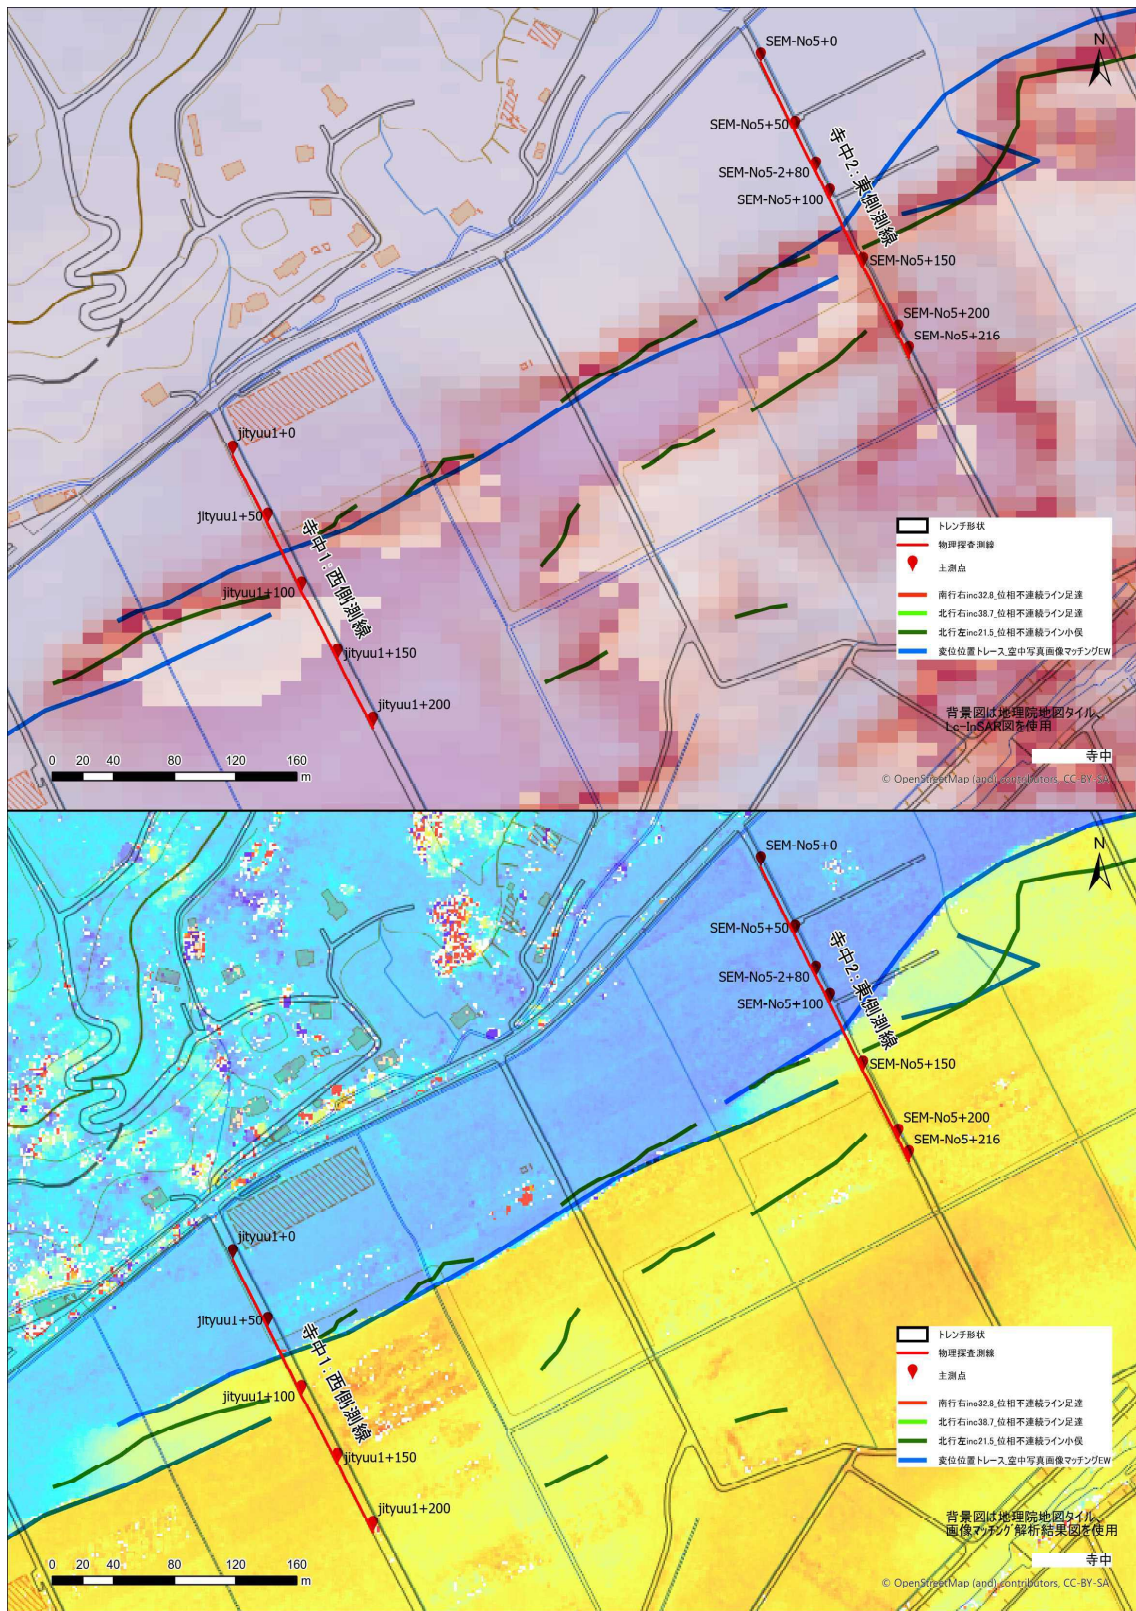 SEM-No5+0
N
SEM-No5+50
寺中2:東側測線
SEM-No5-2+80
SEM-No5+100
SEM-No5+150
SEM-No5+200
SEM-No5+216
jityuu1+0
jityuu1+50
寺中1:西側測線
jityuu1+100
jityuu1+150
jityuu1+200
トレンチ形状
物理探査測線
主測点
南行右inc32.8_位相不連続ライン足達
北行右inc38.7_位相不連続ライン足達
北行左inc21.5_位相不連続ライン小俣
変位位置トレース_空中写真画像マッチングEW
背景図は地理院地図タイル、
Lc-InSAR図を使用
寺中
0 20 40 80 120 160
m
© OpenStreetMap (and) contributors, CC-BY-SA
SEM-No5+0
N
SEM-No5+50
寺中2:東側測線
SEM-No5-2+80
SEM-No5+100
SEM-No5+150
SEM-No5+200
SEM-No5+216
jityuu1+0
jityuu1+50
寺中1:西側測線
jityuu1+100
jityuu1+150
jityuu1+200
トレンチ形状
物理探査測線
主測点
南行右inc32.8_位相不連続ライン足達
北行右inc38.7_位相不連続ライン足達
北行左inc21.5_位相不連続ライン小俣
変位位置トレース_空中写真画像マッチングEW
背景図は地理院地図タイル、
画像マッチング解析結果図を使用
寺中
0 20 40 80 120 160
m
© OpenStreetMap (and) contributors, CC-BY-SA